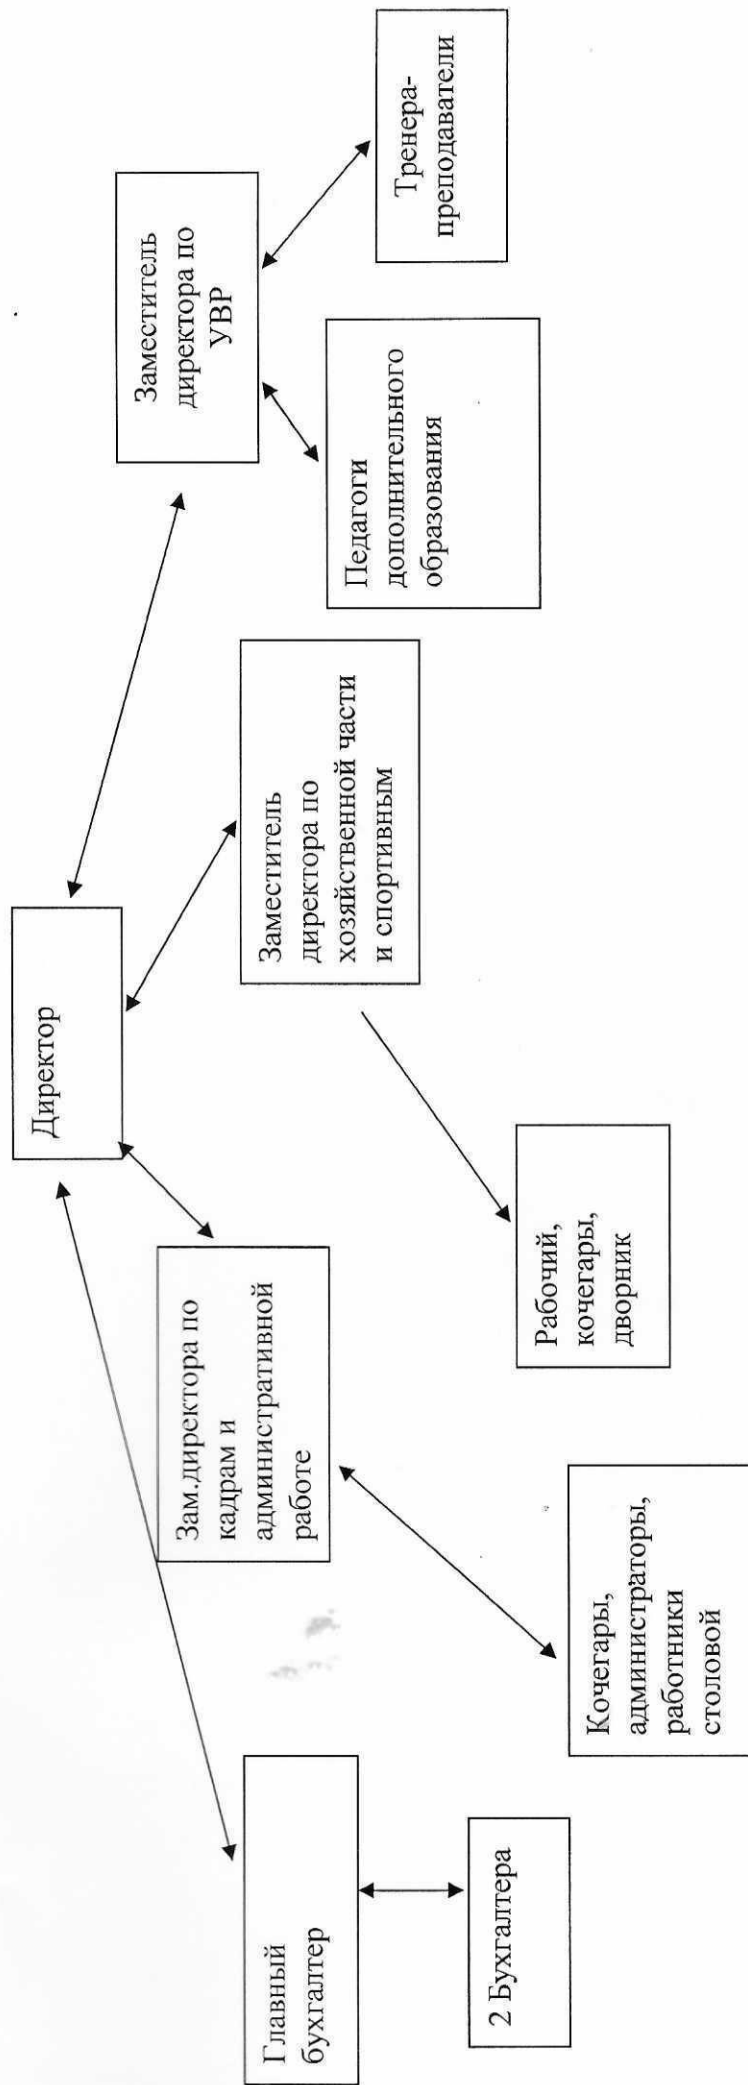 Директор
Главный
бухгалтер
Зам.директора по
кадрам и
административной
работе
Заместитель
директора по
хозяйственной части
и спортивным
Заместитель
директора по
УВР
2 Бухгалтера
Кочегары,
администраторы,
работники
столовой
Рабочий,
кочегары,
дворник
Педагоги
дополнительного
образования
Тренера-
преподаватели